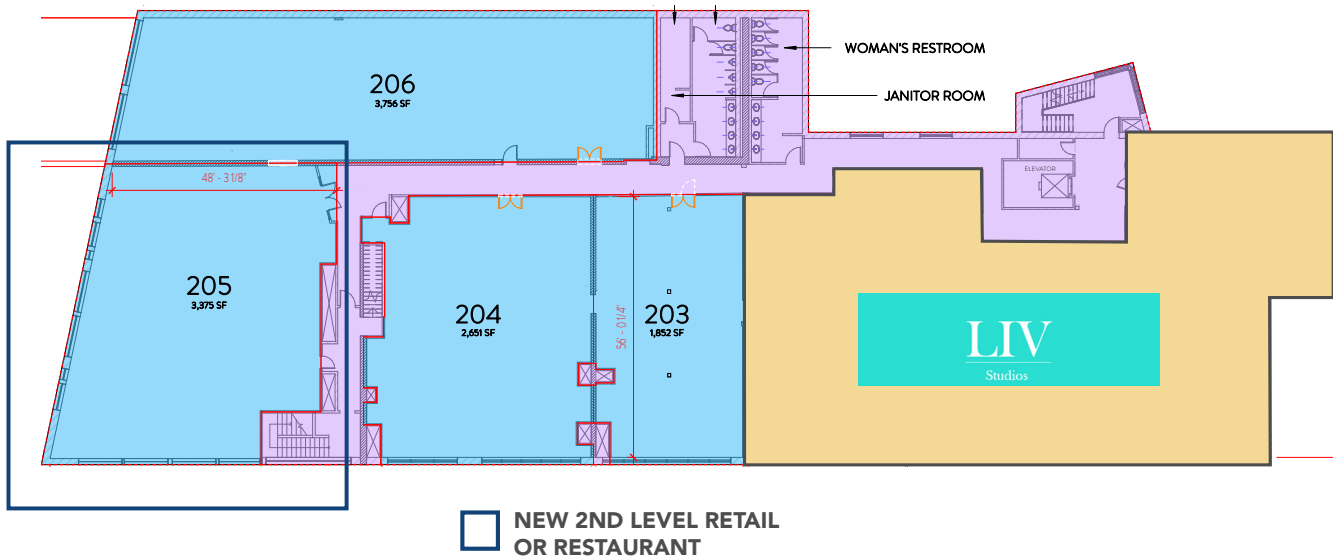 206
3,756 SF
WOMAN'S RESTROOM
JANITOR ROOM
48' - 3 1/8"
ELEVATOR
205
3,375 SF
204
2,651 SF
203
1,852 SF
56' - 0 1/4"
LIV
Studios
NEW 2ND LEVEL RETAIL
OR RESTAURANT